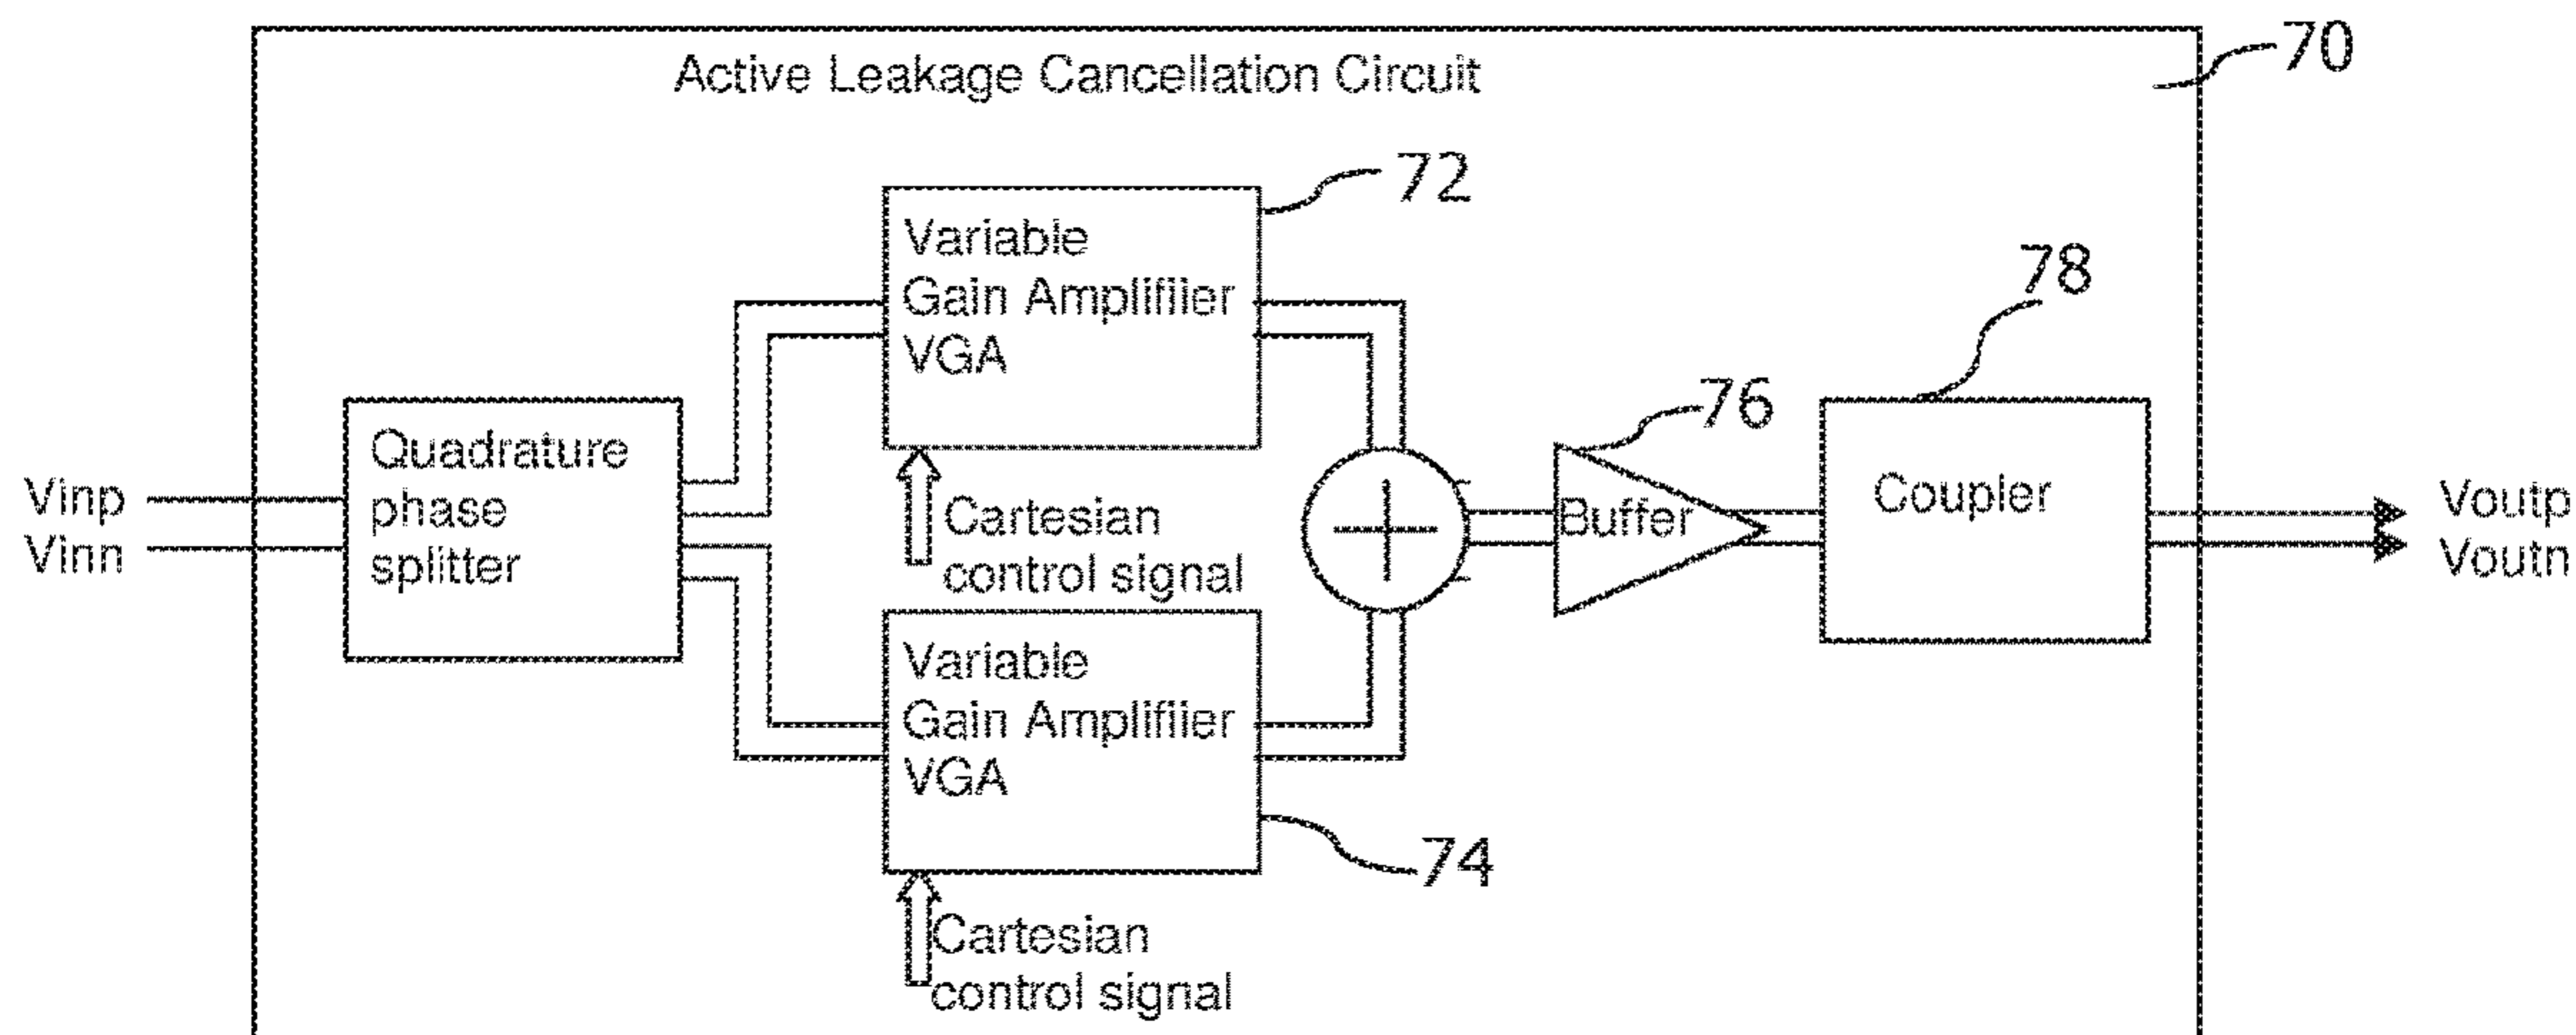 Active Leakage Cancellation Circuit
70
72
Variable
Gain Amplifiier
VGA
78
76
Quadrature
phase
splitter
Vinp
Vinn
Cartesian
control signal
Buffer
Coupler
Voutp
Voutn
Variable
Gain Amplifiier
VGA
74
Cartesian
control signal